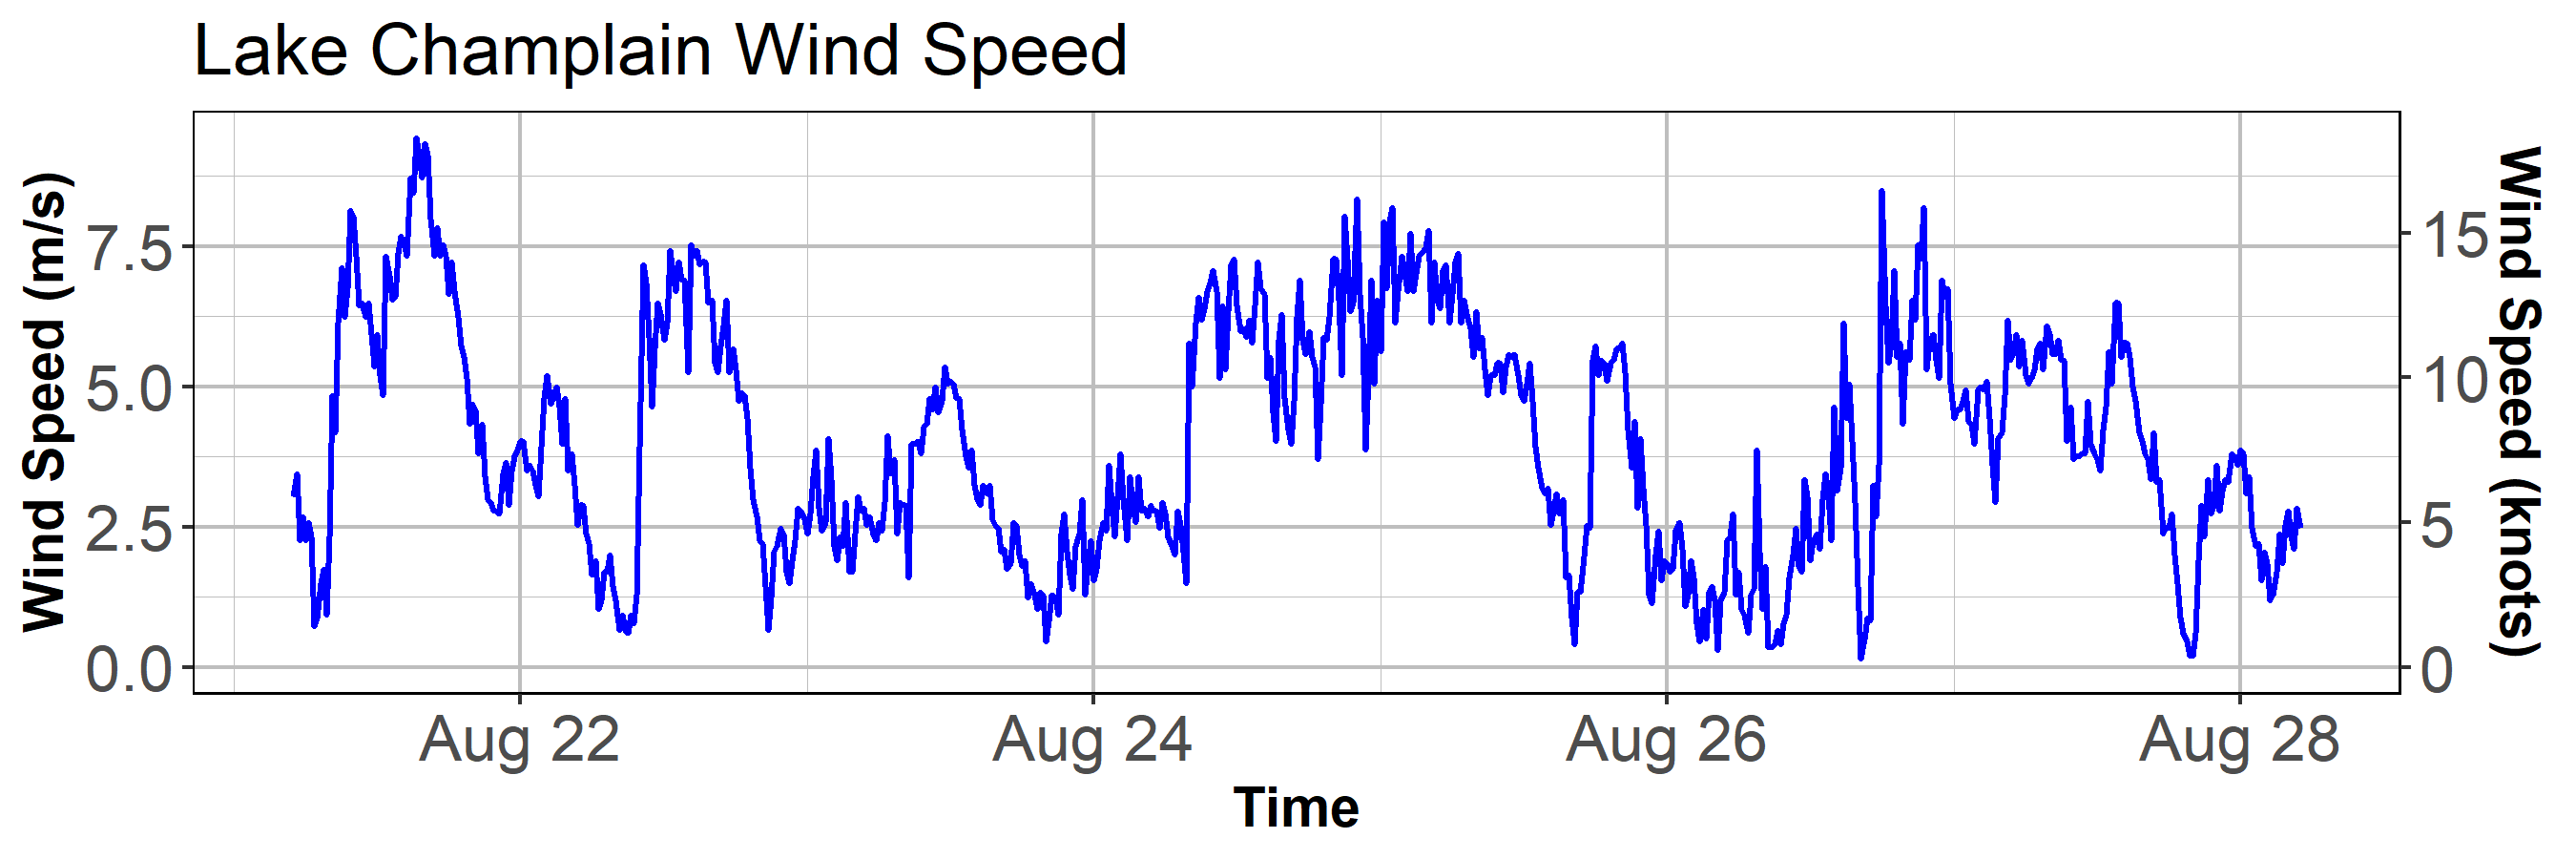 Lake Champlain Wind Speed
Wind Speed (m/s)
7.5
5.0
2.5
0.0
15
10
5
0
Wind Speed (knots)
Aug 22 Aug 24 Aug 26 Aug 28
Time